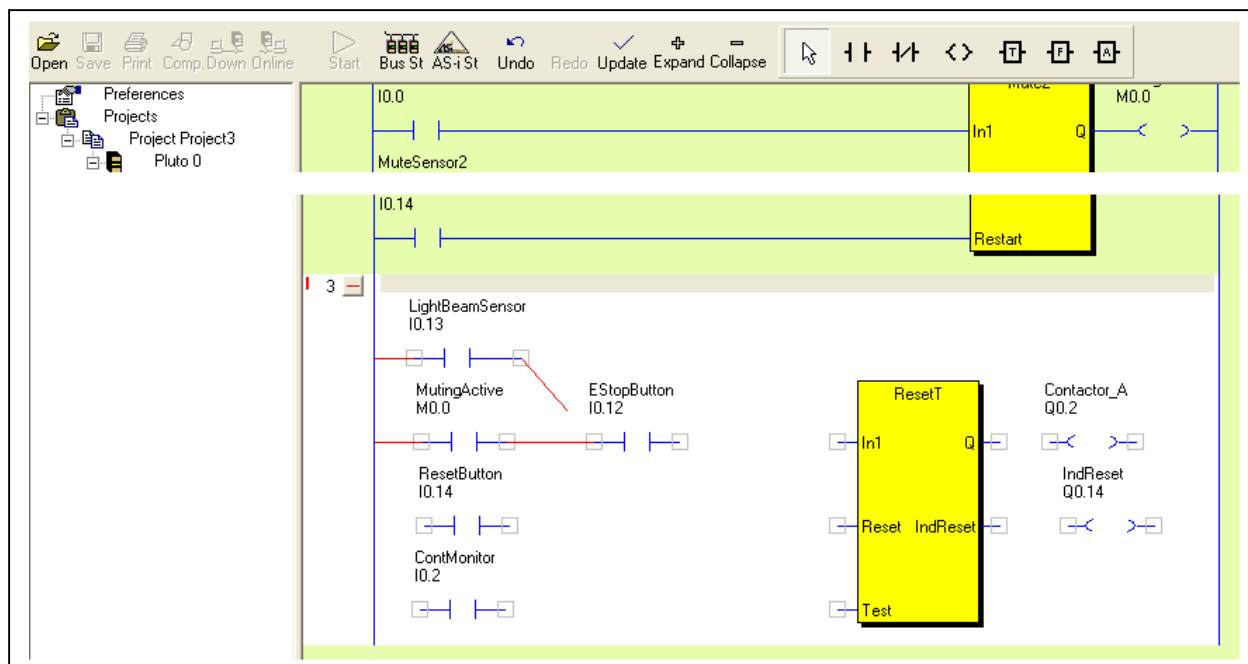 Open Save Print Comp. Down Online Start Bus St AS-i St Undo Redo Update Expand Collapse T F A
Preferences
Projects
Project Project3
Pluto 0
I0.0
M0.0
In1 Q
MuteSensor2
I0.14
Restart
3
LightBeamSensor
I0.13
MutingActive EStopButton ResetT Contactor_A
M0.0 I0.12 Q0.2
In1 Q
ResetButton IndReset
I0.14 Q0.14
Reset IndReset
ContMonitor
I0.2
Test